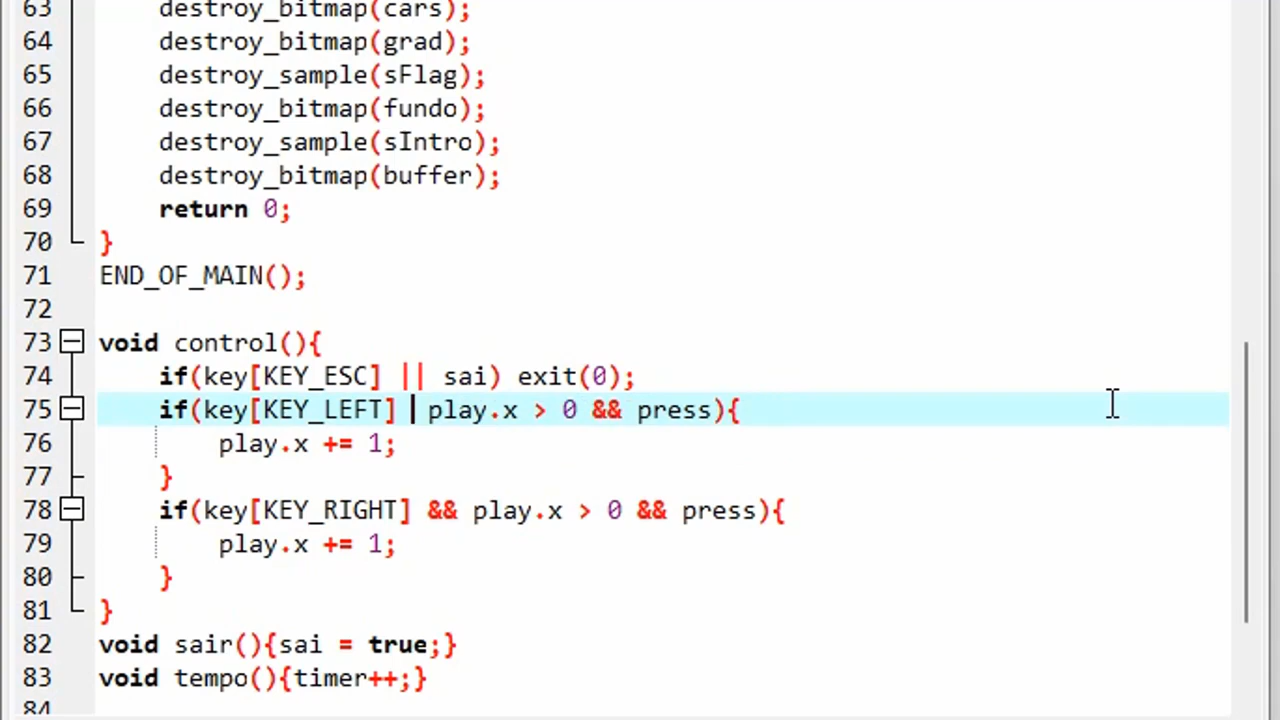 63 destroy_bitmap(cars);
64 destroy_bitmap(grad);
65 destroy_sample(sFlag);
66 destroy_bitmap(fundo);
67 destroy_sample(sIntro);
68 destroy_bitmap(buffer);
69 return 0;
70 }
71 END_OF_MAIN();
72
73 void control(){
74 if(key[KEY_ESC] || sai) exit(0);
75 if(key[KEY_LEFT] play.x > 0 && press){
76 play.x += 1;
77 }
78 if(key[KEY_RIGHT] && play.x > 0 && press){
79 play.x += 1;
80 }
81 }
82 void sair(){sai = true;}
83 void tempo(){timer++;}
84